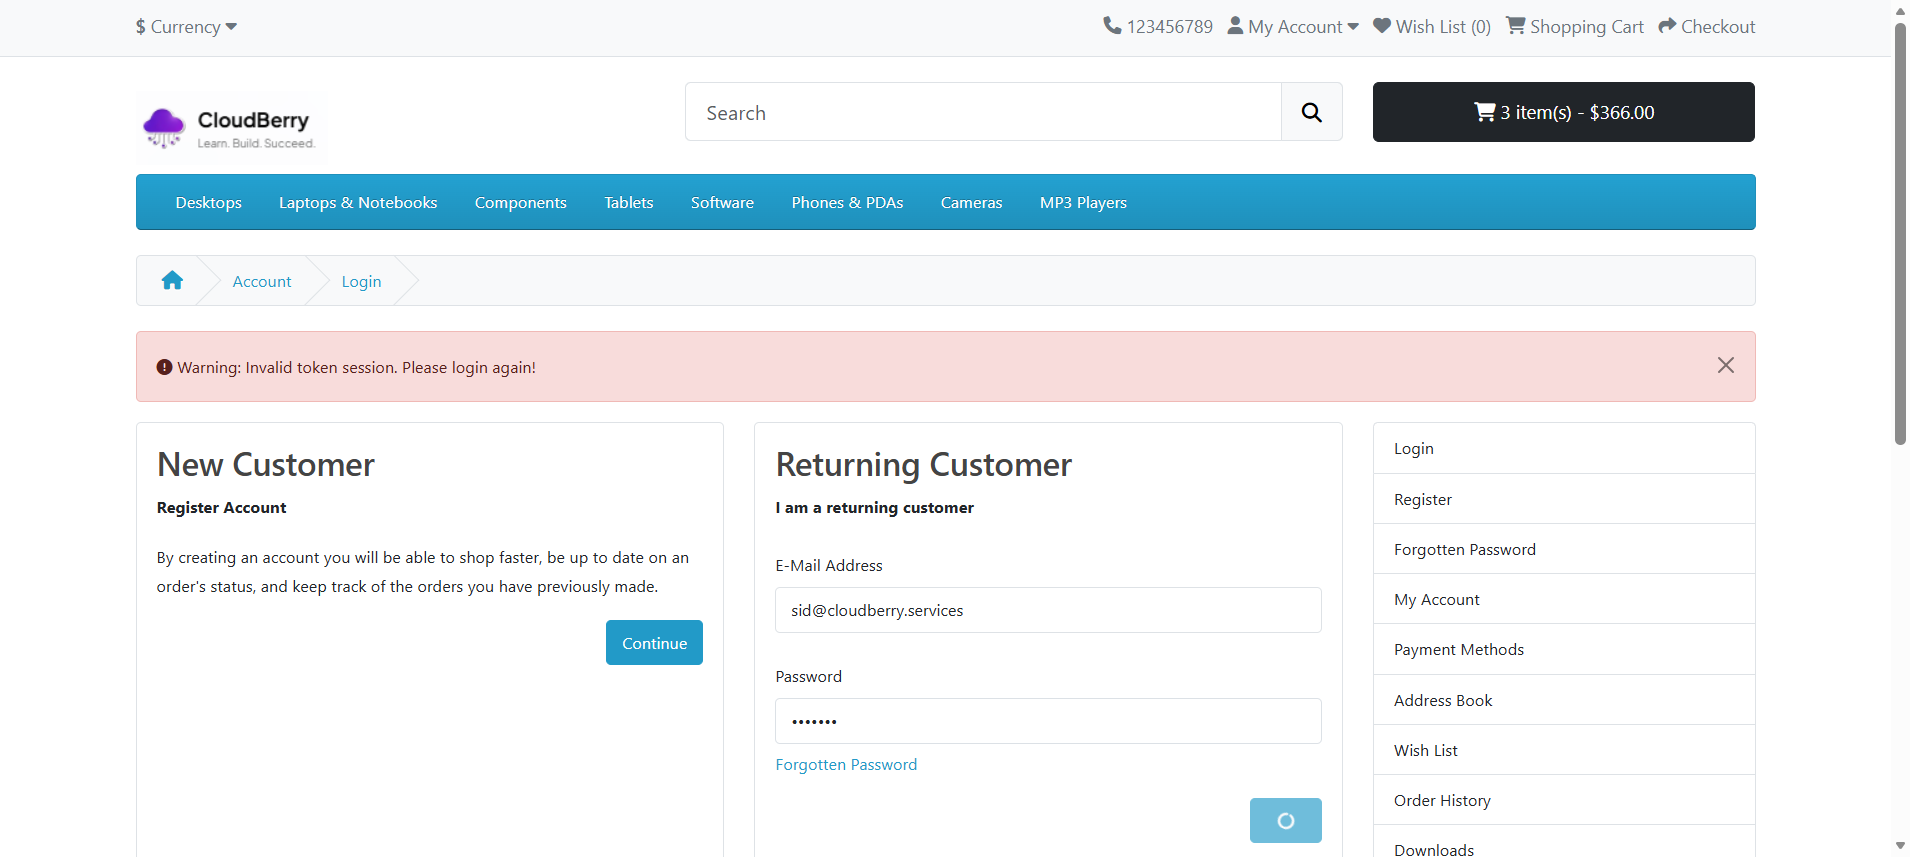 $ Currency
123456789 My Account Wish List (0) Shopping Cart Checkout
CloudBerry
Learn. Build. Succeed.
Search
3 item(s) - $366.00
Desktops Laptops & Notebooks Components Tablets Software Phones & PDAs Cameras MP3 Players
Account Login
Warning: Invalid token session. Please login again!
New Customer
Register Account
By creating an account you will be able to shop faster, be up to date on an
order's status, and keep track of the orders you have previously made.
Continue
Returning Customer
I am a returning customer
E-Mail Address
sid@cloudberry.services
Password
•••••••
Forgotten Password
Login
Register
Forgotten Password
My Account
Payment Methods
Address Book
Wish List
Order History
Downloads